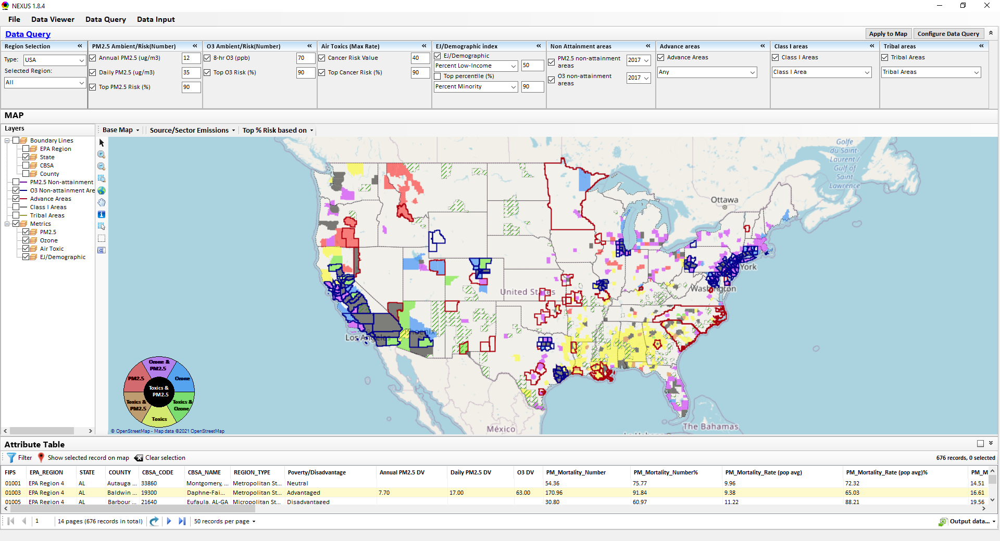 NEXUS 1.8.4
File Data Viewer Data Query Data Input
Data Query
Apply to Map Configure Data Query
Region Selection
Type: USA
Selected Region:
All
PM2.5 Ambient/Risk(Number)
Annual PM2.5 (ug/m3) 12
Daily PM2.5 (ug/m3) 35
Top PM2.5 Risk (%) 90
O3 Ambient/Risk(Number)
8-hr O3 (ppb) 70
Top O3 Risk (%) 90
Air Toxics (Max Rate)
Cancer Risk Value 40
Top Cancer Risk (%) 90
EJ/Demographic index
EJ/Demographic
Percent Low-Income 50
Top percentile (%)
Percent Minority 90
Non Attainment areas
PM2.5 non-attainment areas 2017
O3 non-attainment areas 2017
Advance areas
Advance Areas
Any
Class I areas
Class I Areas
Class I Area
Tribal areas
Tribal Areas
Tribal Areas
MAP
Layers
Boundary Lines
EPA Region
State
CBSA
County
PM2.5 Non-attainment
O3 Non-attainment Are
Advance Areas
Class I Areas
Tribal Areas
Metrics
PM2.5
Ozone
Air Toxic
EJ/Demographic
Base Map Source/Sector Emissions Top % Risk based on
Golfe
du Saint-
Laurent /
Gulf of
Saint
Lawrence
Ottawa
York
Washington
United States
Phoenix
Los Angeles
México
The Bahamas
Ozone & PM2.5
Ozone
Toxics & Ozone
Toxics
Toxics & PM2.5
PM2.5
Toxics & PM2.5
© OpenStreetMap - Map data ©2021 OpenStreetMap
Attribute Table
Filter Show selected record on map Clear selection
676 records, 0 selected
FIPS EPA_REGION STATE COUNTY CBSA_CODE CBSA_NAME REGION_TYPE Poverty/Disadvantage Annual PM2.5 DV Daily PM2.5 DV O3 DV PM_Mortality_Number PM_Mortality_Number% PM_Mortality_Rate (pop avg) PM_Mortality_Rate (pop avg)% PM_M
01001 EPA Region 4 AL Autauga ... 33860 Montgomery, ... Metropolitan St... Neutral 54.36 75.77 9.96 72.32 14.51
01003 EPA Region 4 AL Baldwin ... 19300 Daphne-Fai... Metropolitan St... Advantaged 7.70 17.00 63.00 170.96 91.84 9.38 65.03 16.61
01005 EPA Region 4 AL Barbour ... 21640 Eufaula, AL-GA Micropolitan St... Disadvantaged 30.80 60.97 11.22 88.21 19.56
1 14 pages (676 records in total) 50 records per page
Output data...